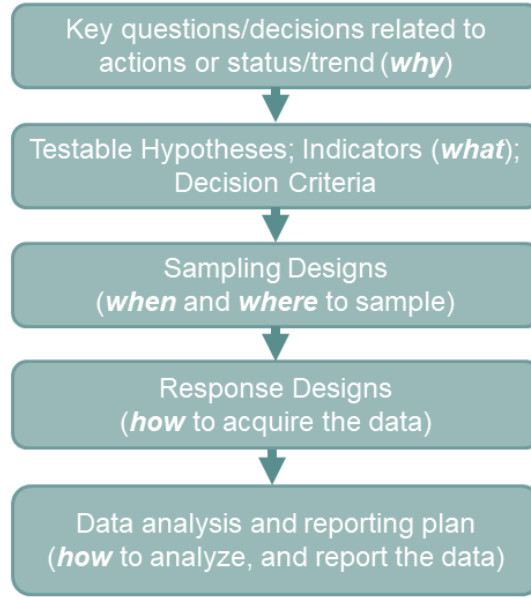 Key questions/decisions related to
actions or status/trend (why)
Testable Hypotheses; Indicators (what);
Decision Criteria
Sampling Designs
(when and where to sample)
Response Designs
(how to acquire the data)
Data analysis and reporting plan
(how to analyze, and report the data)